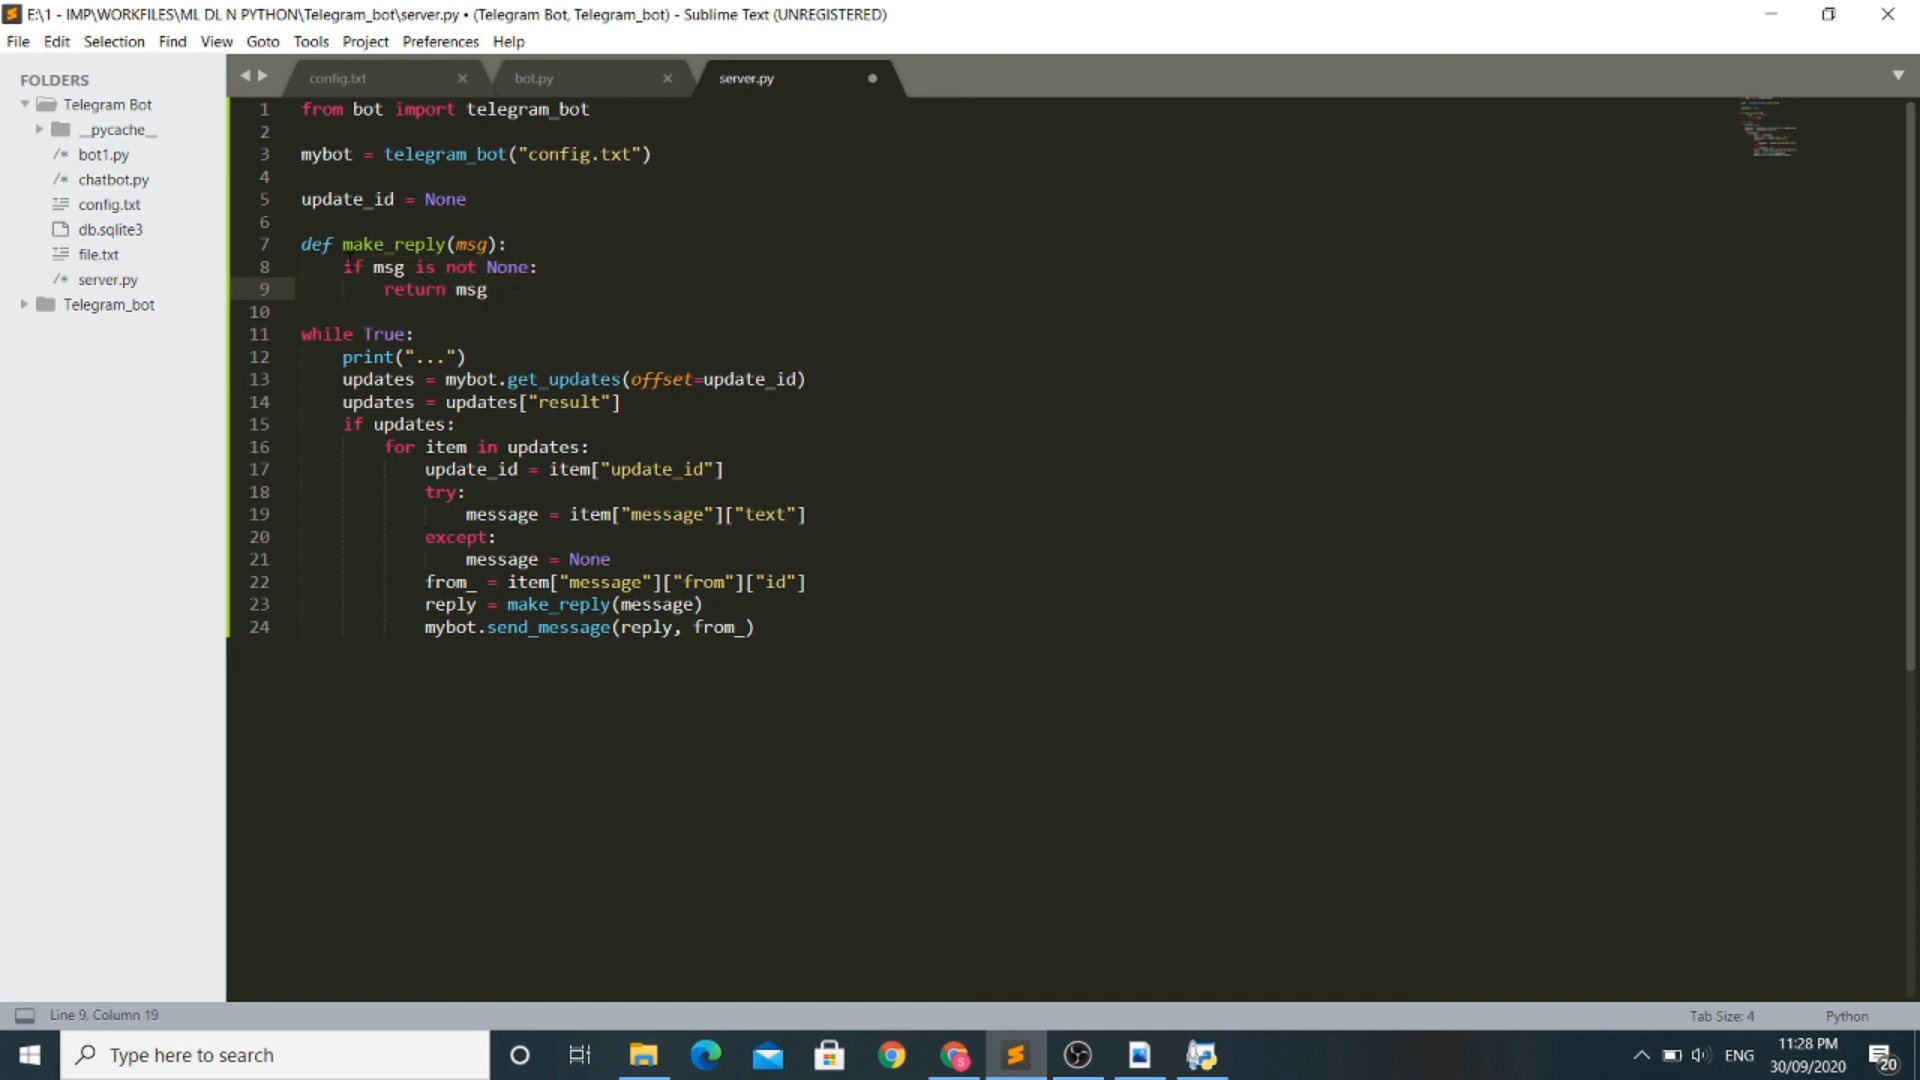 E:\1 - IMP\WORKFILES\ML DL N PYTHON\Telegram_bot\server.py • (Telegram Bot, Telegram_bot) - Sublime Text (UNREGISTERED)
File Edit Selection Find View Goto Tools Project Preferences Help
FOLDERS
Telegram Bot
__pycache__
/* bot1.py
/* chatbot.py
config.txt
db.sqlite3
file.txt
/* server.py
Telegram_bot
config.txt bot.py server.py
1 from bot import telegram_bot
2
3 mybot = telegram_bot("config.txt")
4
5 update_id = None
6
7 def make_reply(msg):
8     if msg is not None:
9         return msg
10
11 while True:
12     print("...")
13     updates = mybot.get_updates(offset=update_id)
14     updates = updates["result"]
15     if updates:
16         for item in updates:
17             update_id = item["update_id"]
18             try:
19                 message = item["message"]["text"]
20             except:
21                 message = None
22             from_ = item["message"]["from"]["id"]
23             reply = make_reply(message)
24             mybot.send_message(reply, from_)
Line 9, Column 19 Tab Size: 4 Python
Type here to search ENG 11:28 PM 20
30/09/2020